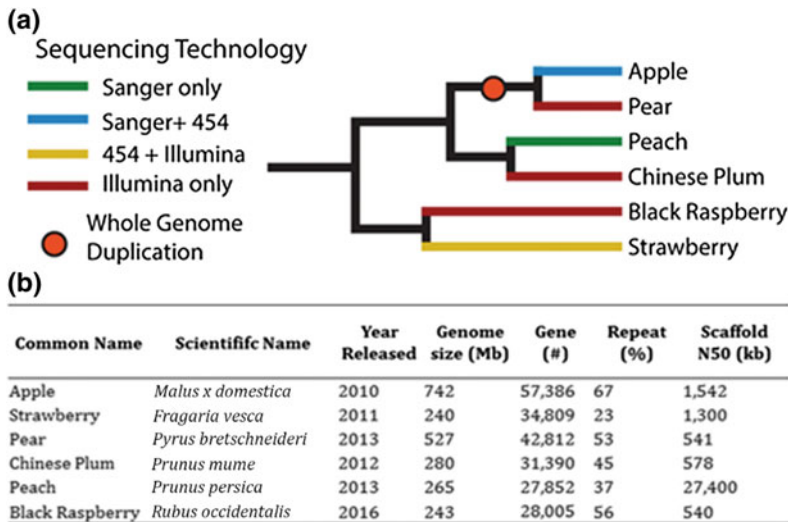 (a)
Sequencing Technology
Sanger only
Sanger+ 454
454 + Illumina
Illumina only
Whole Genome
Duplication
Apple
Pear
Peach
Chinese Plum
Black Raspberry
Strawberry
(b)
Common Name Scientififc Name Year Released Genome size (Mb) Gene (#) Repeat (%) Scaffold N50 (kb)
Apple Malus x domestica 2010 742 57,386 67 1,542
Strawberry Fragaria vesca 2011 240 34,809 23 1,300
Pear Pyrus bretschneideri 2013 527 42,812 53 541
Chinese Plum Prunus mume 2012 280 31,390 45 578
Peach Prunus persica 2013 265 27,852 37 27,400
Black Raspberry Rubus occidentalis 2016 243 28,005 56 540